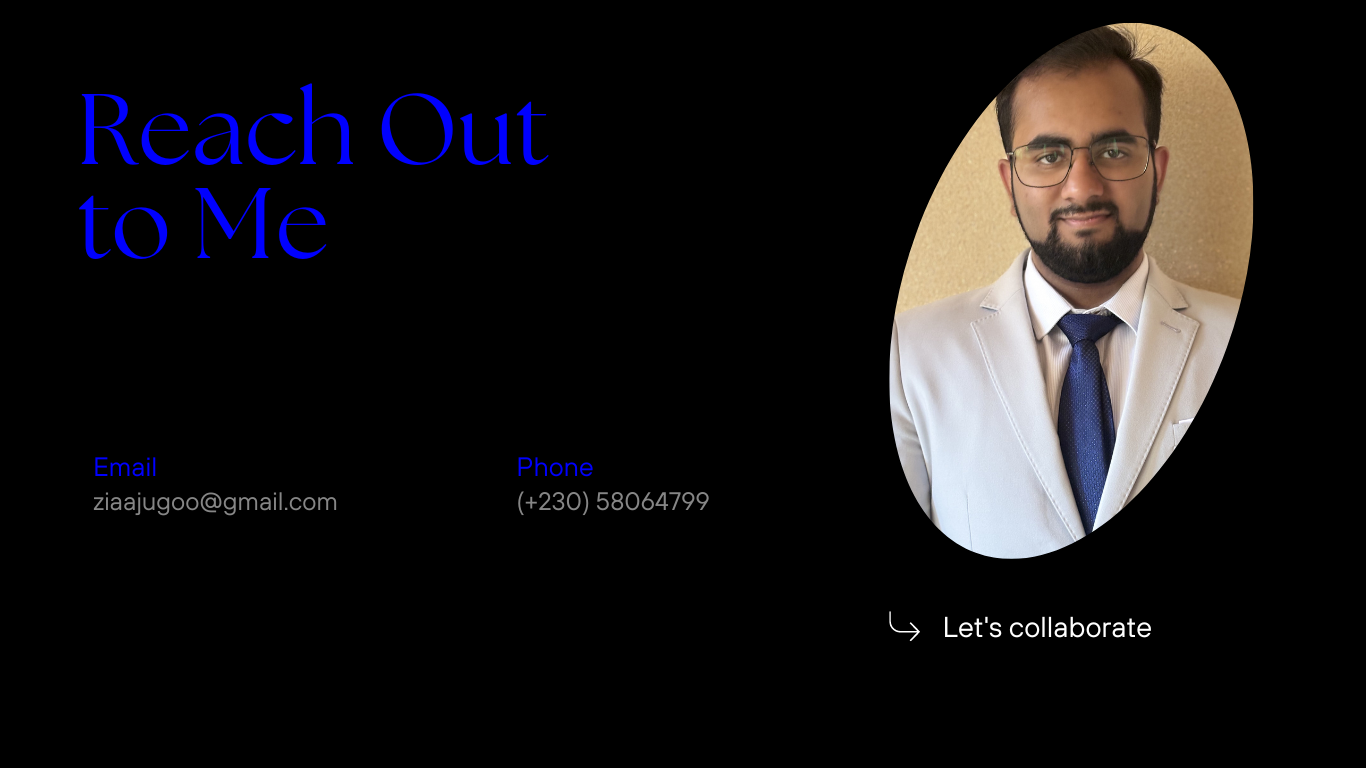 Reach Out
to Me
Email
ziaajugoo@gmail.com
Phone
(+230) 58064799
Let's collaborate